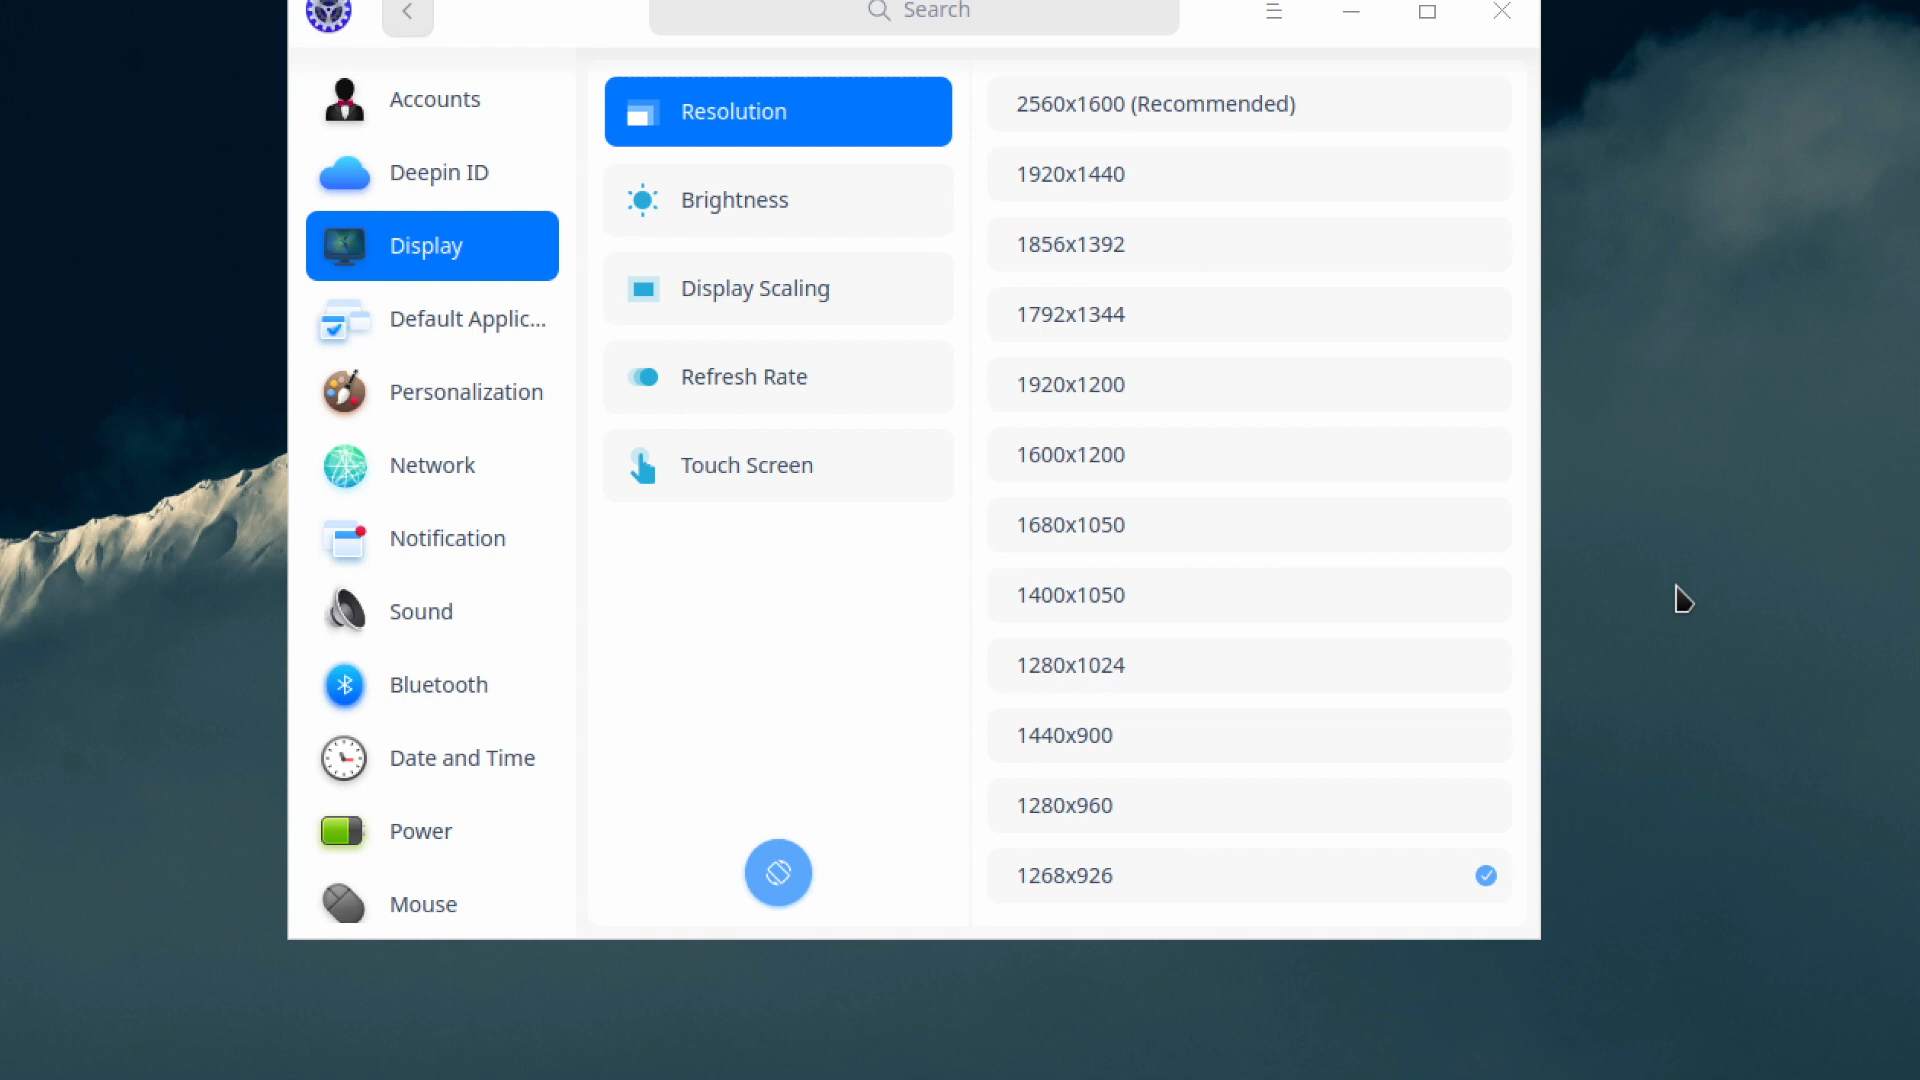 Search
Accounts
Deepin ID
Display
Default Applic...
Personalization
Network
Notification
Sound
Bluetooth
Date and Time
Power
Mouse
Resolution
Brightness
Display Scaling
Refresh Rate
Touch Screen
2560x1600 (Recommended)
1920x1440
1856x1392
1792x1344
1920x1200
1600x1200
1680x1050
1400x1050
1280x1024
1440x900
1280x960
1268x926